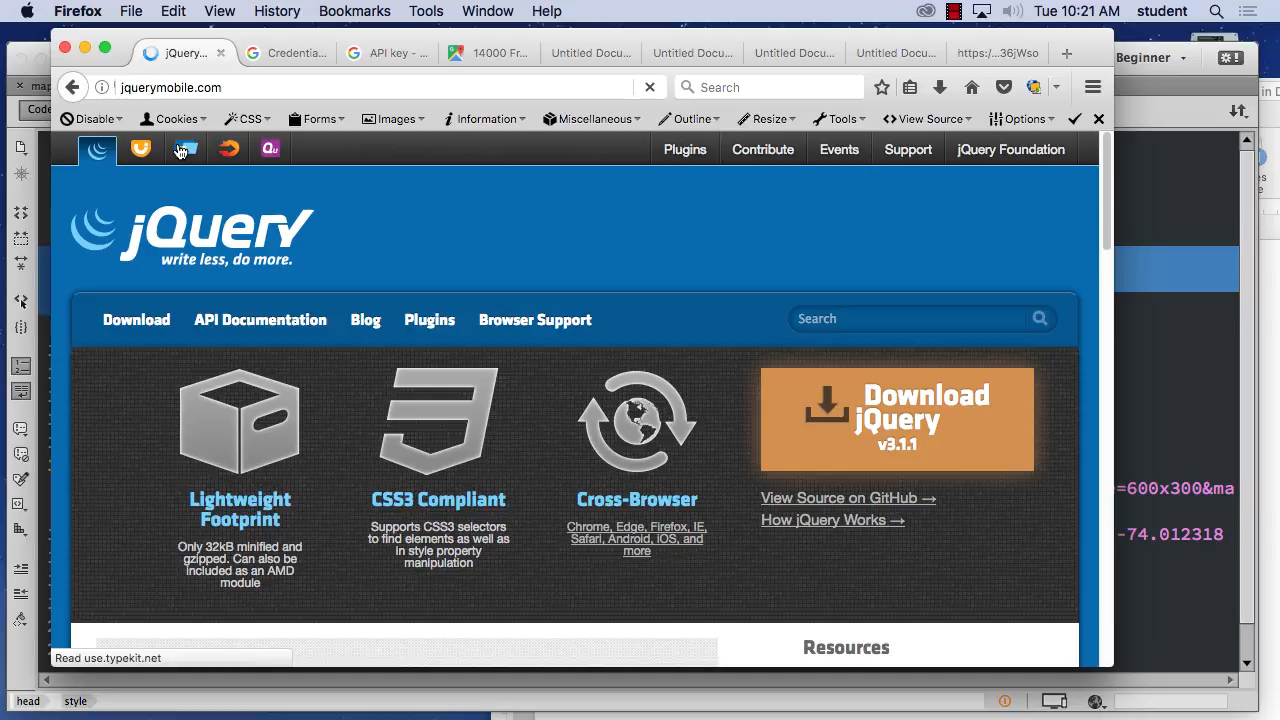 Firefox File Edit View History Bookmarks Tools Window Help Tue 10:21 AM student
jQuery... Credentia... API key - ... 14000 +r... Untitled Docu... Untitled Docu... Untitled Docu... Untitled Docu... https:/...36jWso
Beginner
jquerymobile.com Search
Code
Disable Cookies CSS Forms Images Information Miscellaneous Outline Resize Tools View Source Options
Qu Plugins Contribute Events Support jQuery Foundation
jQuery
write less, do more.
Download API Documentation Blog Plugins Browser Support Search
Download
jQuery
v3.1.1
Lightweight
Footprint
Only 32kB minified and
gzipped. Can also be
included as an AMD
module
CSS3 Compliant
Supports CSS3 selectors
to find elements as well as
in style property
manipulation
Cross-Browser
Chrome, Edge, Firefox, IE,
Safari, Android, iOS, and
more
View Source on GitHub →
How jQuery Works →
=600x300&ma
-74.012318
Resources
Read use.typekit.net
head style